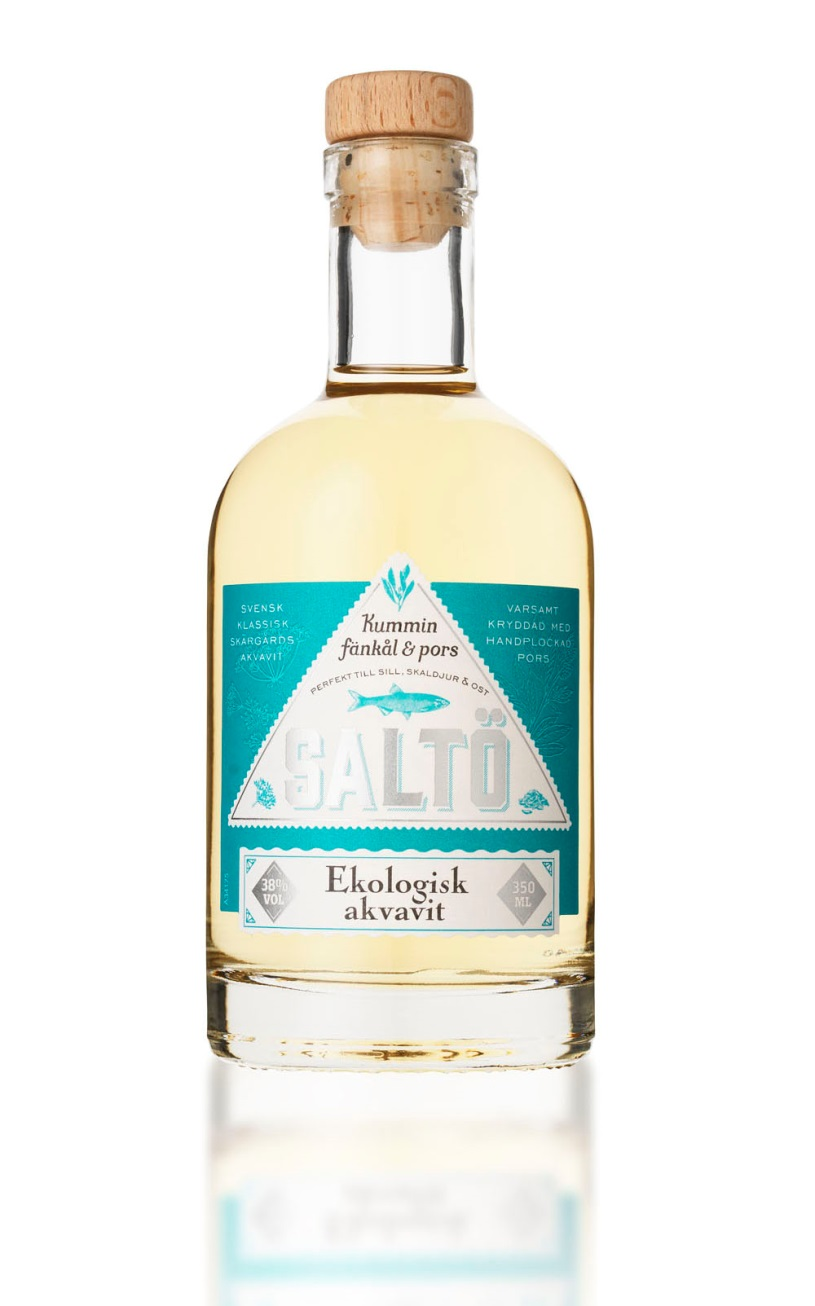 SVENSK
KLASSISK
SKÄRGÅRDS
AKVAVIT
Kummin
fänkål & pors
PERFEKT TILL SILL, SKALDJUR & OST
SALTÖ
VARSAMT
KRYDDAD MED
HANDPLOCKAD
PORS
38%
VOL
Ekologisk
akvavit
350
ML